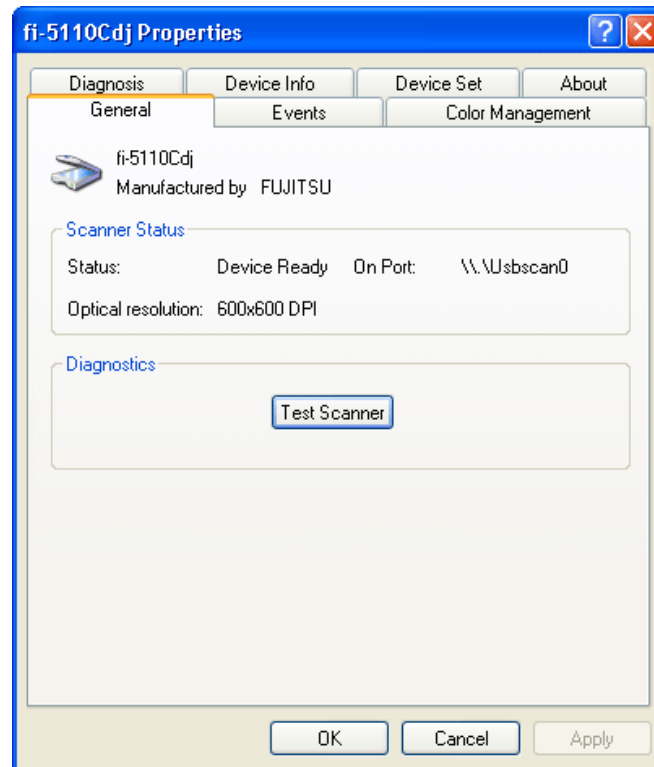 fi-5110Cdj Properties
Diagnosis Device Info Device Set About
General Events Color Management
fi-5110Cdj
Manufactured by FUJITSU
Scanner Status
Status: Device Ready On Port: \\.\Usbscan0
Optical resolution: 600x600 DPI
Diagnostics
Test Scanner
OK Cancel Apply